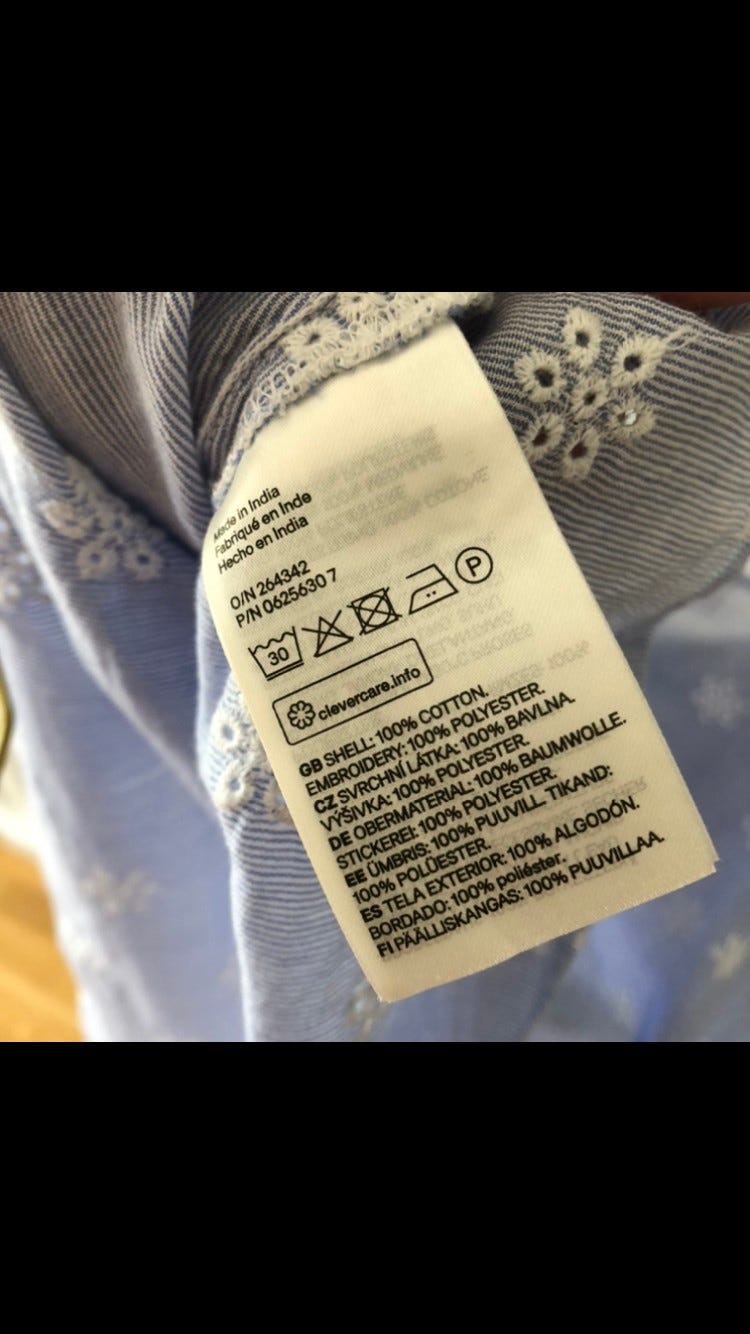 Made in India
Fabriqué en Inde
Hecho en India
O/N 264342
P/N 0625630 7
30
P
clevercare.info
GB SHELL: 100% COTTON.
EMBROIDERY: 100% POLYESTER.
CZ SVRCHNÍ LÁTKA: 100% BAVLNA.
VÝŠIVKA: 100% POLYESTER.
DE OBERMATERIAL: 100% BAUMWOLLE.
STICKEREI: 100% POLYESTER.
EE ÜMBRIS: 100% PUUVILL. TIKAND:
100% POLÜESTER.
ES TELA EXTERIOR: 100% ALGODÓN.
BORDADO: 100% poliéster.
FI PÄÄLLISKANGAS: 100% PUUVILLAA.